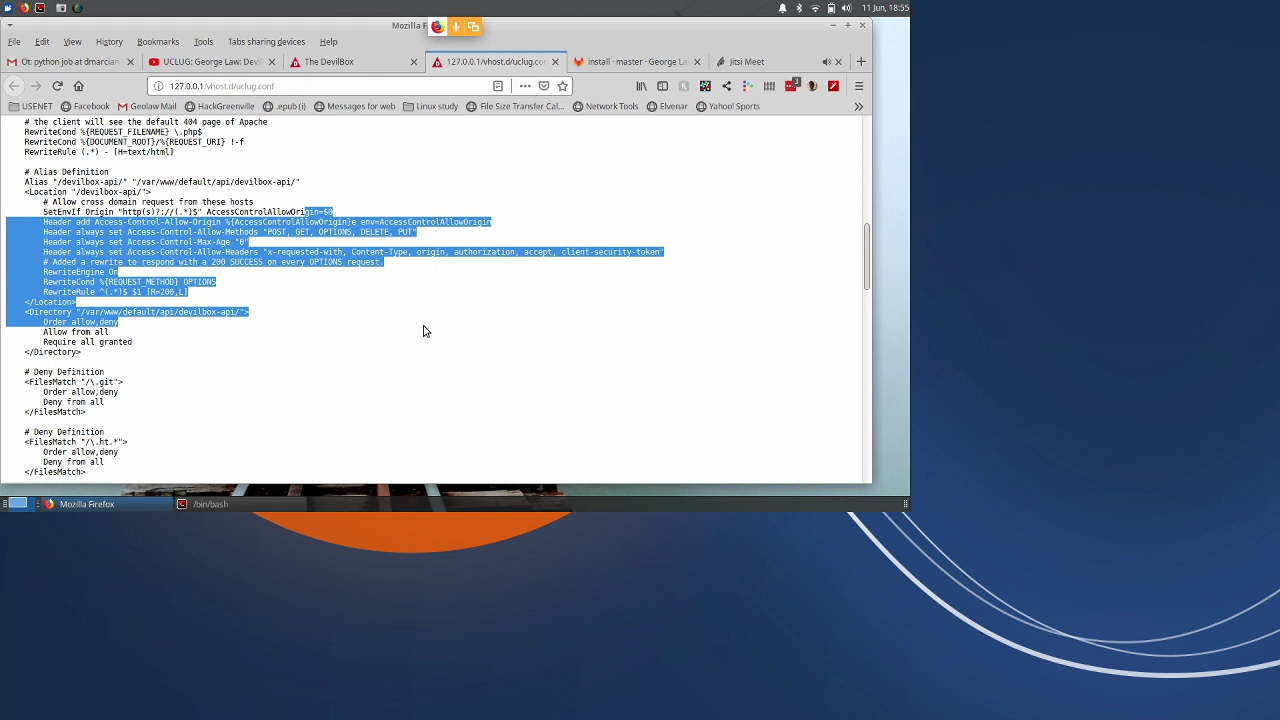 11 Jun, 18:55
Mozilla F
File Edit View History Bookmarks Tools Tabs sharing devices Help
Ot: python job at dmarcian
UCLUG: George Law: Devil
The DevilBox
127.0.0.1/vhost.d/uclug.con
install · master · George La
Jitsi Meet
127.0.0.1/vhost.d/uclug.conf
USENET Facebook Geolaw Mail HackGreenville .epub (i) Messages for web Linux study File Size Transfer Cal... Network Tools Elvenar Yahoo! Sports
# the client will see the default 404 page of Apache
RewriteCond %{REQUEST_FILENAME} \.php$
RewriteCond %{DOCUMENT_ROOT}/%{REQUEST_URI} !-f
RewriteRule (.*) - [H=text/html]
# Alias Definition
Alias "/devilbox-api/" "/var/www/default/api/devilbox-api/"
<Location "/devilbox-api/">
# Allow cross domain request from these hosts
SetEnvIf Origin "http(s)?://(.*)$" AccessControlAllowOrigin=$0
Header add Access-Control-Allow-Origin %{AccessControlAllowOrigin}e env=AccessControlAllowOrigin
Header always set Access-Control-Allow-Methods "POST, GET, OPTIONS, DELETE, PUT"
Header always set Access-Control-Max-Age "0"
Header always set Access-Control-Allow-Headers "x-requested-with, Content-Type, origin, authorization, accept, client-security-token"
# Added a rewrite to respond with a 200 SUCCESS on every OPTIONS request.
RewriteEngine On
RewriteCond %{REQUEST_METHOD} OPTIONS
RewriteRule ^(.*)$ $1 [R=200,L]
</Location>
<Directory "/var/www/default/api/devilbox-api/">
Order allow,deny
Allow from all
Require all granted
</Directory>
# Deny Definition
<FilesMatch "/\.git">
Order allow,deny
Deny from all
</FilesMatch>
# Deny Definition
<FilesMatch "/\.ht.*">
Order allow,deny
Deny from all
</FilesMatch>
Mozilla Firefox
/bin/bash